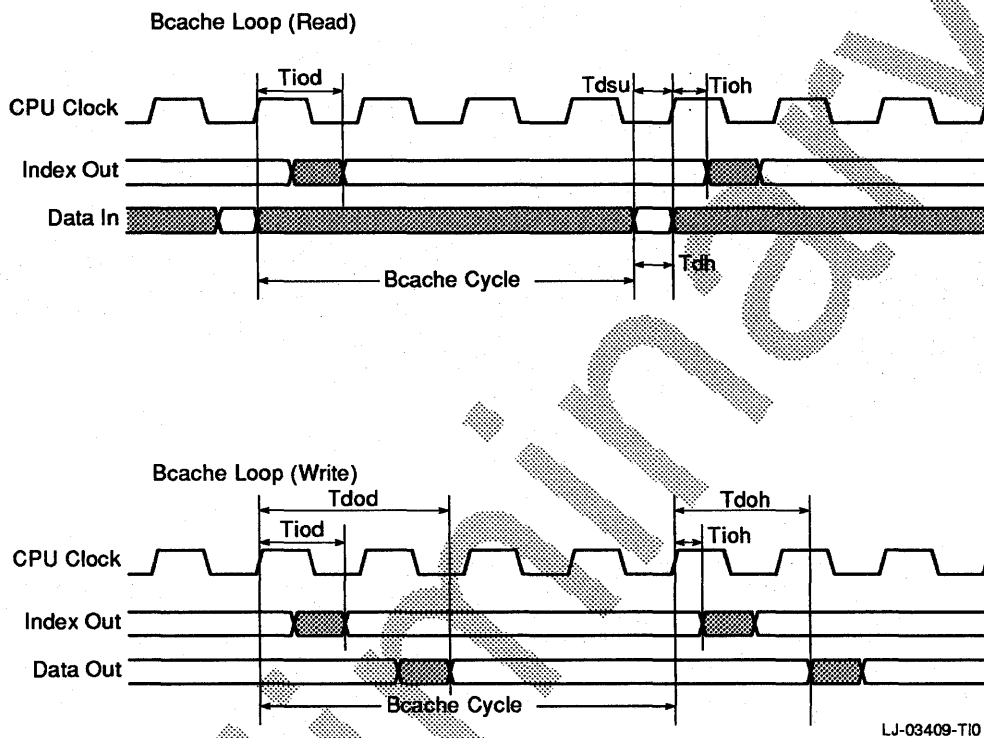 Bcache Loop (Read)
Tiod
Tdsu
Tioh
CPU Clock
Index Out
Data In
Tdh
Bcache Cycle
Bcache Loop (Write)
Tdod
Tdoh
Tiod
Tioh
CPU Clock
Index Out
Data Out
Bcache Cycle
LJ-03409-TI0